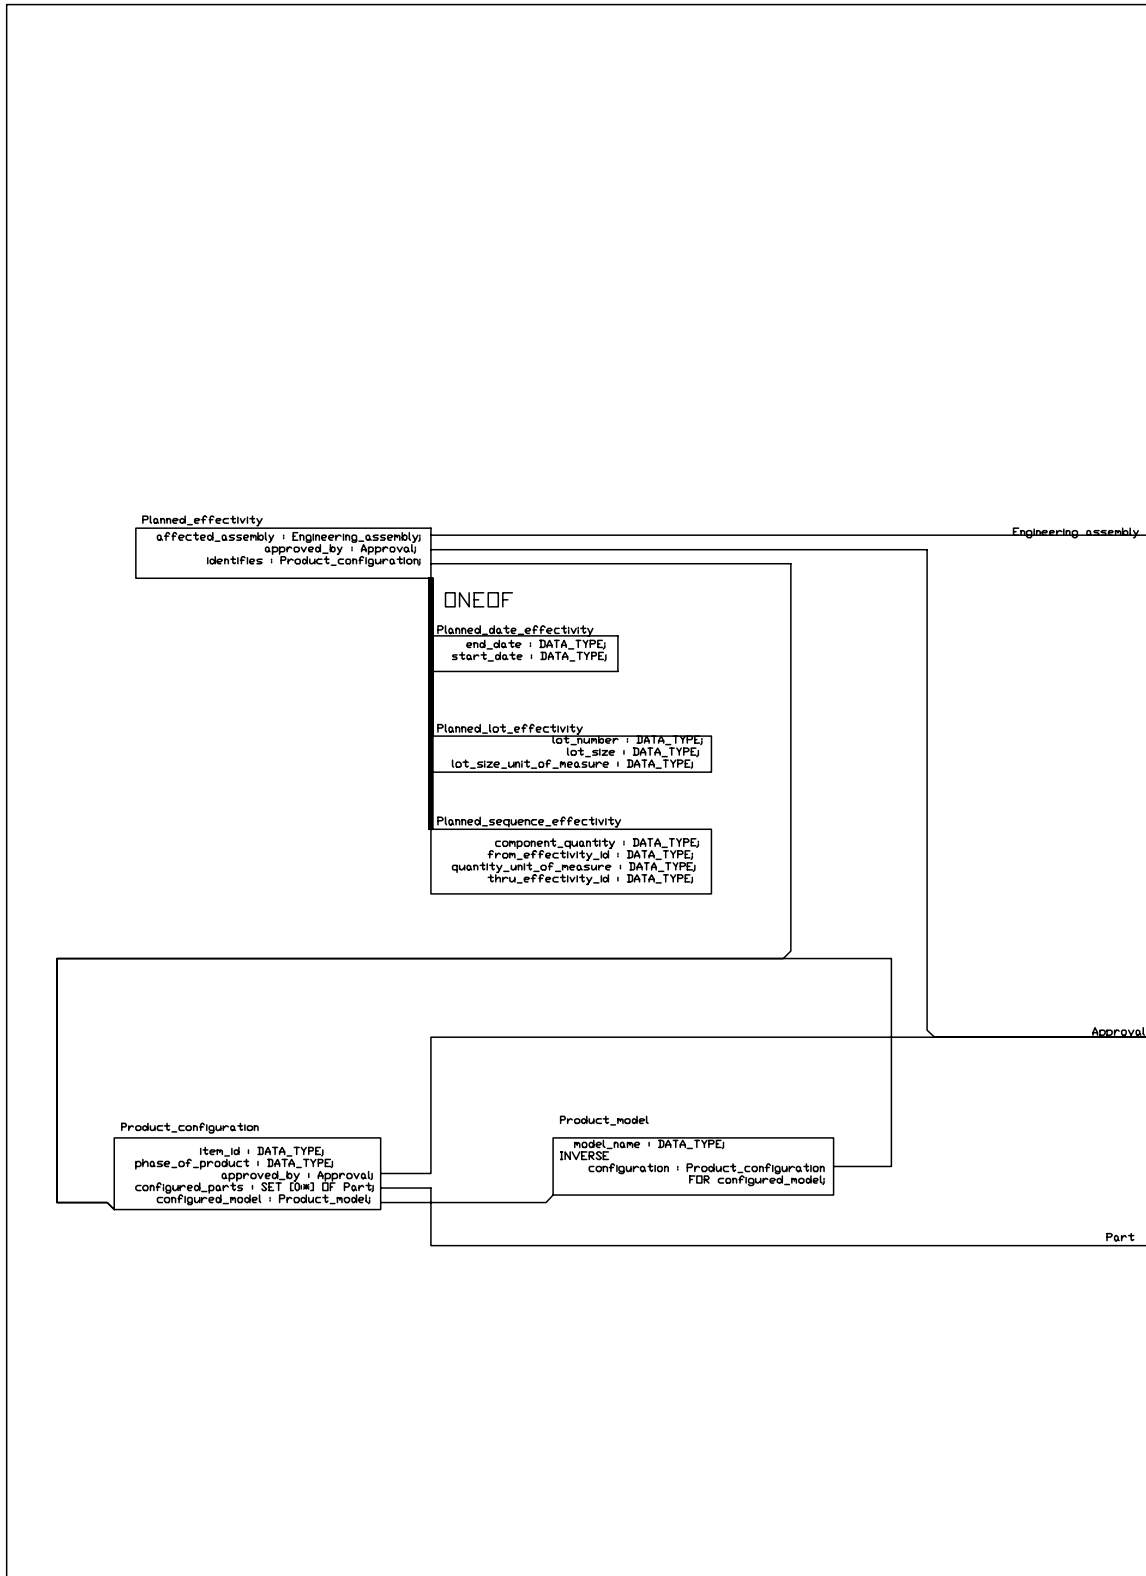 Planned_effectivity
affected_assembly : Engineering_assembly;
approved_by : Approval;
identifies : Product_configuration;
Engineering_assembly
ONEOF
Planned_date_effectivity
end_date : DATA_TYPE;
start_date : DATA_TYPE;
Planned_lot_effectivity
lot_number : DATA_TYPE;
lot_size : DATA_TYPE;
lot_size_unit_of_measure : DATA_TYPE;
Planned_sequence_effectivity
component_quantity : DATA_TYPE;
from_effectivity_id : DATA_TYPE;
quantity_unit_of_measure : DATA_TYPE;
thru_effectivity_id : DATA_TYPE;
Approval
Product_configuration
item_id : DATA_TYPE;
phase_of_product : DATA_TYPE;
approved_by : Approval;
configured_parts : SET [0:*] OF Part;
configured_model : Product_model;
Product_model
model_name : DATA_TYPE;
INVERSE
configuration : Product_configuration
FOR configured_model;
Part